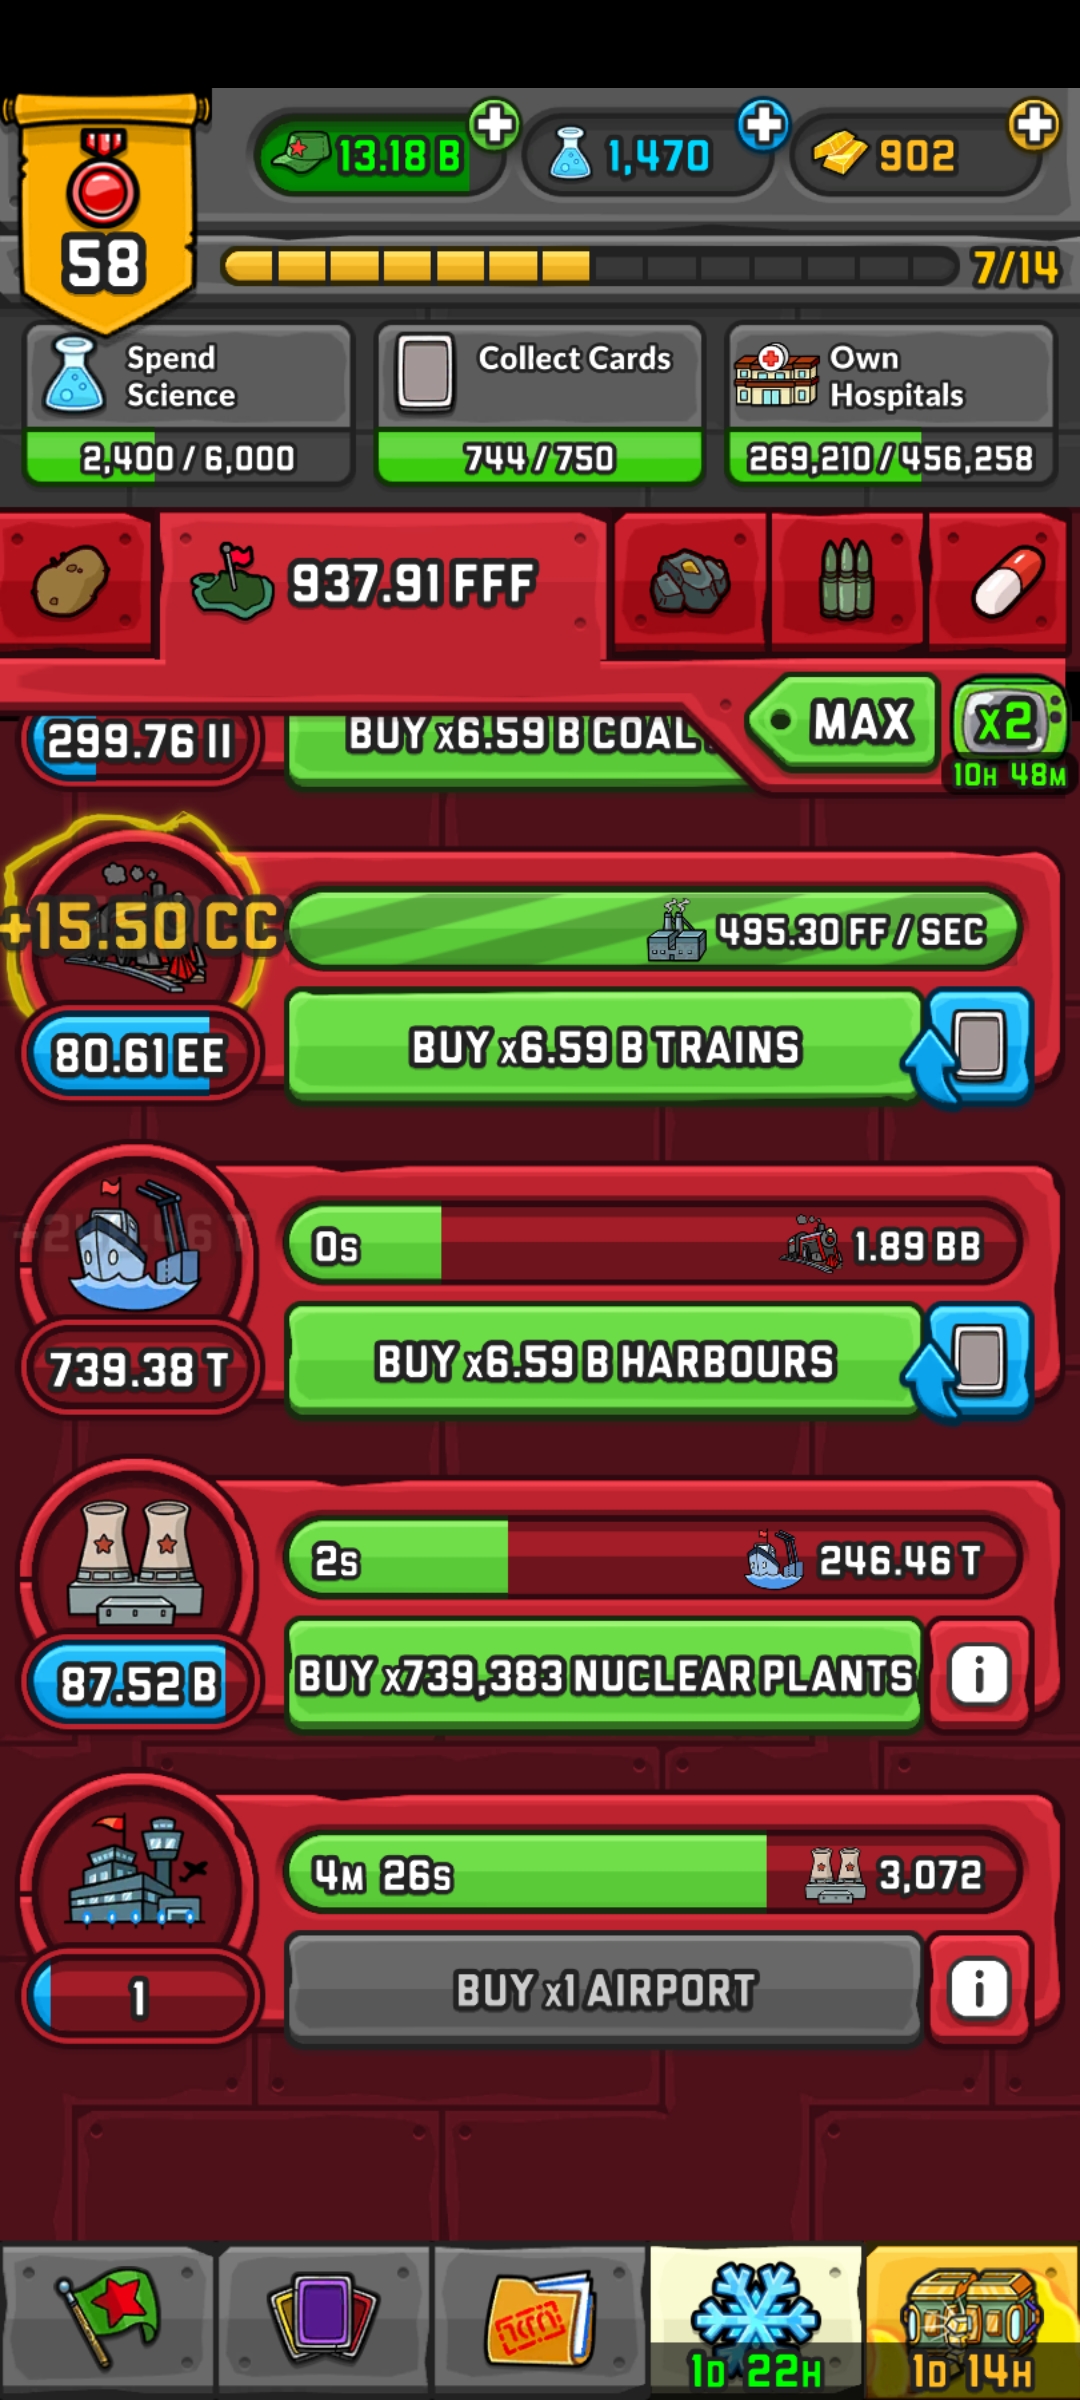 58
13.18 B
1,470
902
7/14
Spend
Science
2,400 / 6,000
Collect Cards
744 / 750
Own
Hospitals
269,210 / 456,258
937.91 FFF
MAX
x2
10H 48M
299.76 II
BUY x6.59 B COAL
+15.50 CC
495.30 FF / SEC
80.61 EE
BUY x6.59 B TRAINS
0s
1.89 BB
739.38 T
BUY x6.59 B HARBOURS
2s
246.46 T
87.52 B
BUY x739,383 NUCLEAR PLANTS
i
4M 26s
3,072
1
BUY x1 AIRPORT
i
1D 22H
1D 14H